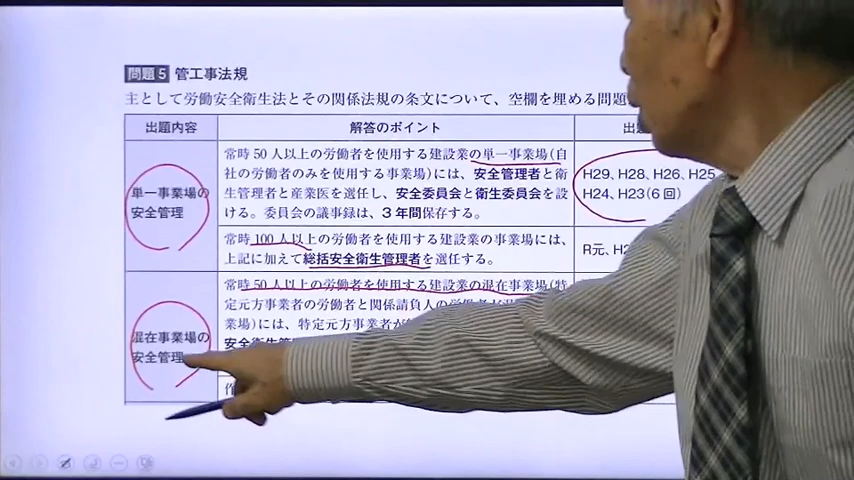 問題5 管工事法規
主として労働安全衛生法とその関係法規の条文について、空欄を埋める問題
出題内容 解答のポイント 出題
単一事業場の
安全管理
常時50人以上の労働者を使用する建設業の単一事業場(自
社の労働者のみを使用する事業場)には、安全管理者と衛
生管理者と産業医を選任し、安全委員会と衛生委員会を設
ける。委員会の議事録は、3年間保存する。
H29、H28、H26、H25
H24、H23(6回)
常時100人以上の労働者を使用する建設業の事業場には、
上記に加えて総括安全衛生管理者を選任する。
R元、H2
混在事業場の
安全管理
常時50人以上の労働者を使用する建設業の混在事業場(特
定元方事業者の労働者と関係請負人の労働者が
業場)には、特定元方事業者が
安全衛生管
作